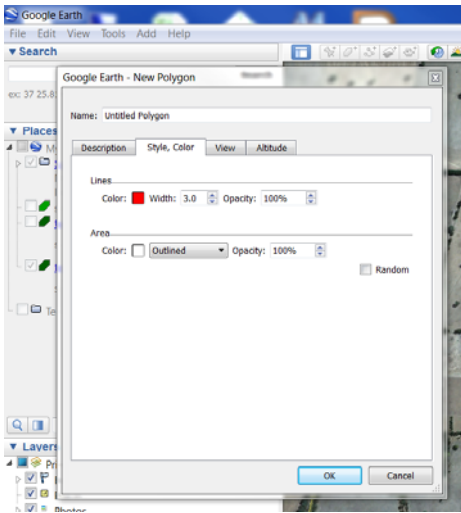 Google Earth
File Edit View Tools Add Help
Search
Google Earth - New Polygon
ex: 37 25.8
Name: Untitled Polygon
Places
Description Style, Color View Altitude
Lines
Color: Width: 3.0 Opacity: 100%
Area
Color: Outlined Opacity: 100%
Random
Te
Layers
OK Cancel
Photos